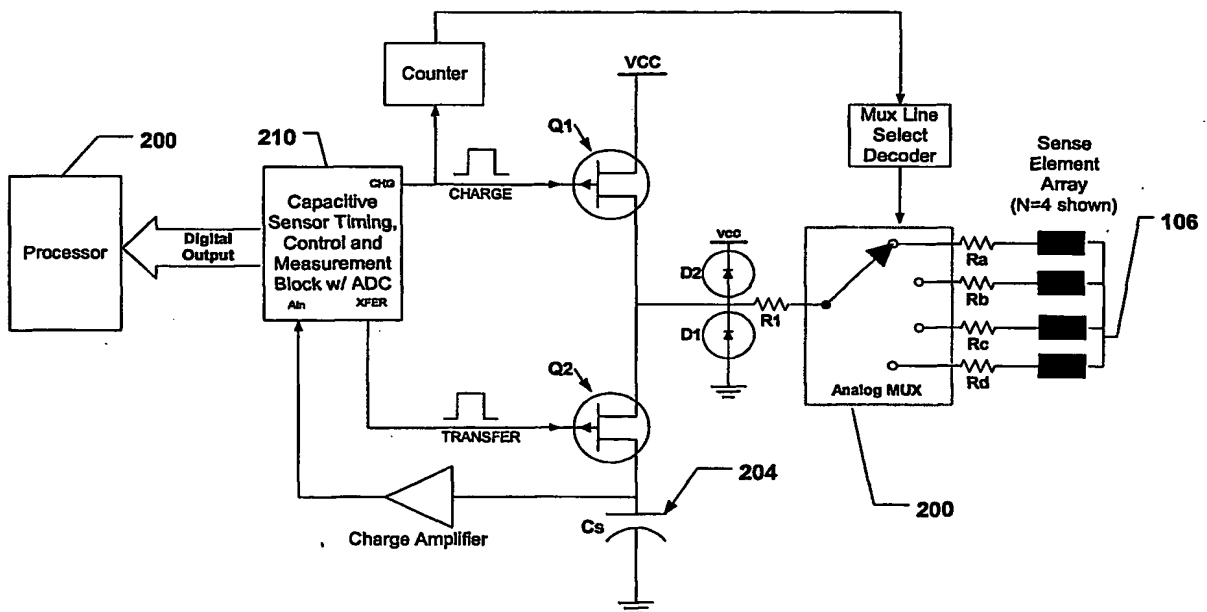 Counter
VCC
Q1
200
210
Mux Line
Select
Decoder
Sense
Element
Array
(N=4 shown)
CHG
CHARGE
Capacitive
Sensor Timing,
Control and
Measurement
Block w/ ADC
AIn
XFER
Processor
Digital
Output
VCC
D2
D1
R1
Ra
Rb
Rc
Rd
106
Analog MUX
Q2
TRANSFER
204
200
Cs
Charge Amplifier